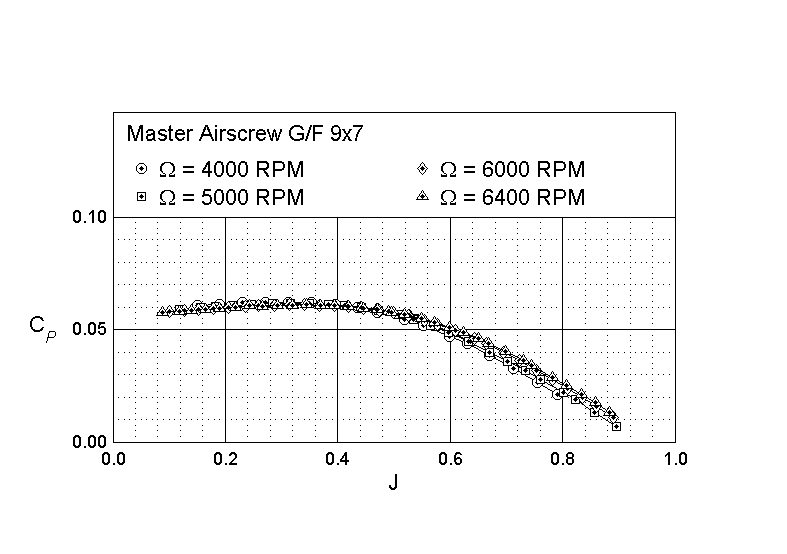 Master Airscrew G/F 9x7
Ω = 4000 RPM
Ω = 6000 RPM
Ω = 5000 RPM
Ω = 6400 RPM
0.10
0.05
0.00
CP
0.0 0.2 0.4 0.6 0.8 1.0
J